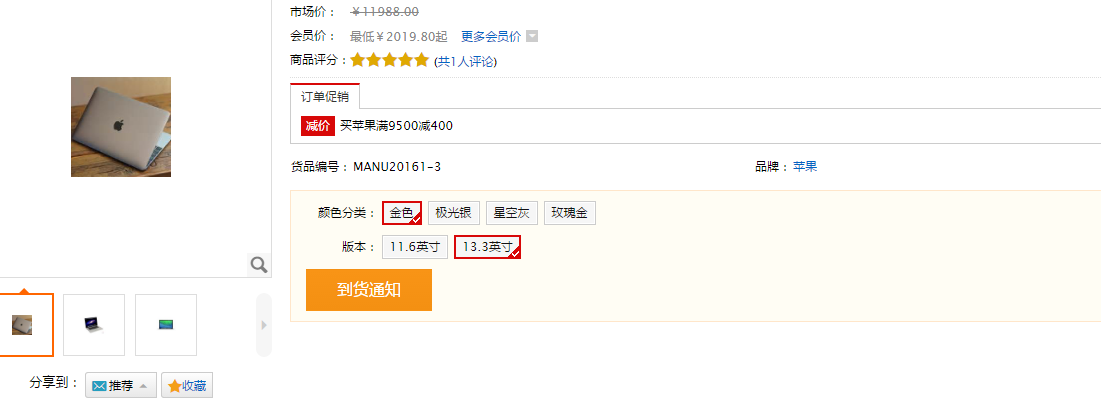 市场价： ￥11988.00
会员价： 最低￥2019.80起 更多会员价
商品评分： (共1人评论)
订单促销
减价 买苹果满9500减400
货品编号：MANU20161-3 品牌：苹果
颜色分类： 金色 极光银 星空灰 玫瑰金
版本： 11.6英寸 13.3英寸
到货通知
分享到： 推荐 收藏